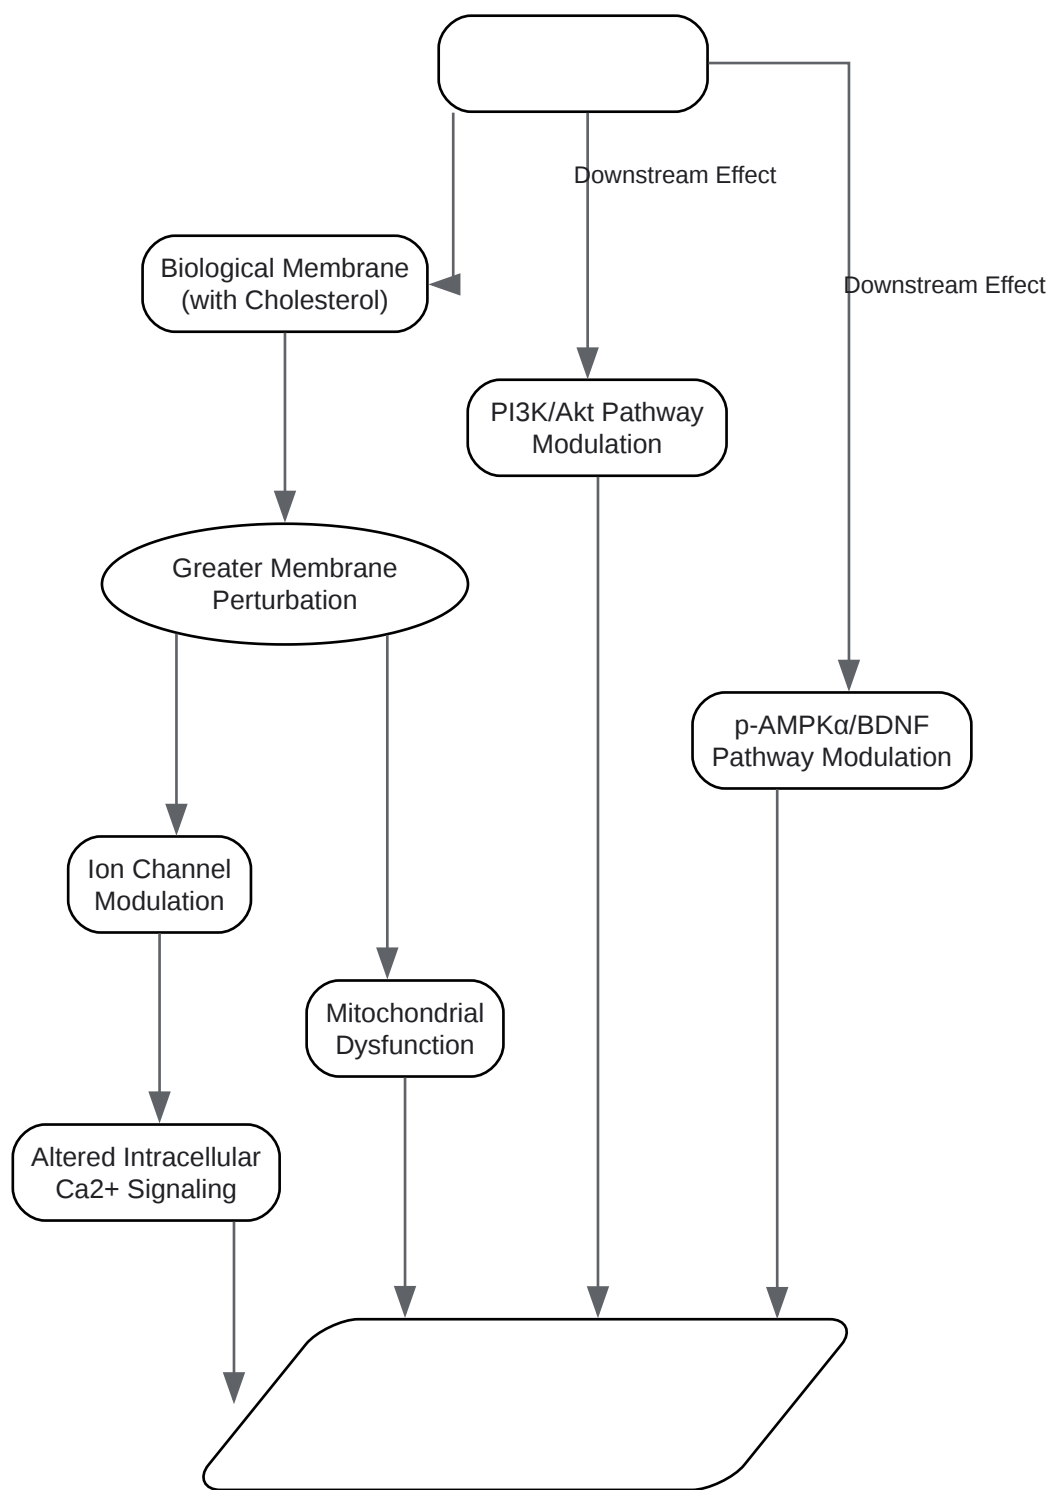 Downstream Effect
Biological Membrane
(with Cholesterol)
Downstream Effect
PI3K/Akt Pathway
Modulation
Greater Membrane
Perturbation
p-AMPKα/BDNF
Pathway Modulation
Ion Channel
Modulation
Mitochondrial
Dysfunction
Altered Intracellular
Ca2+ Signaling